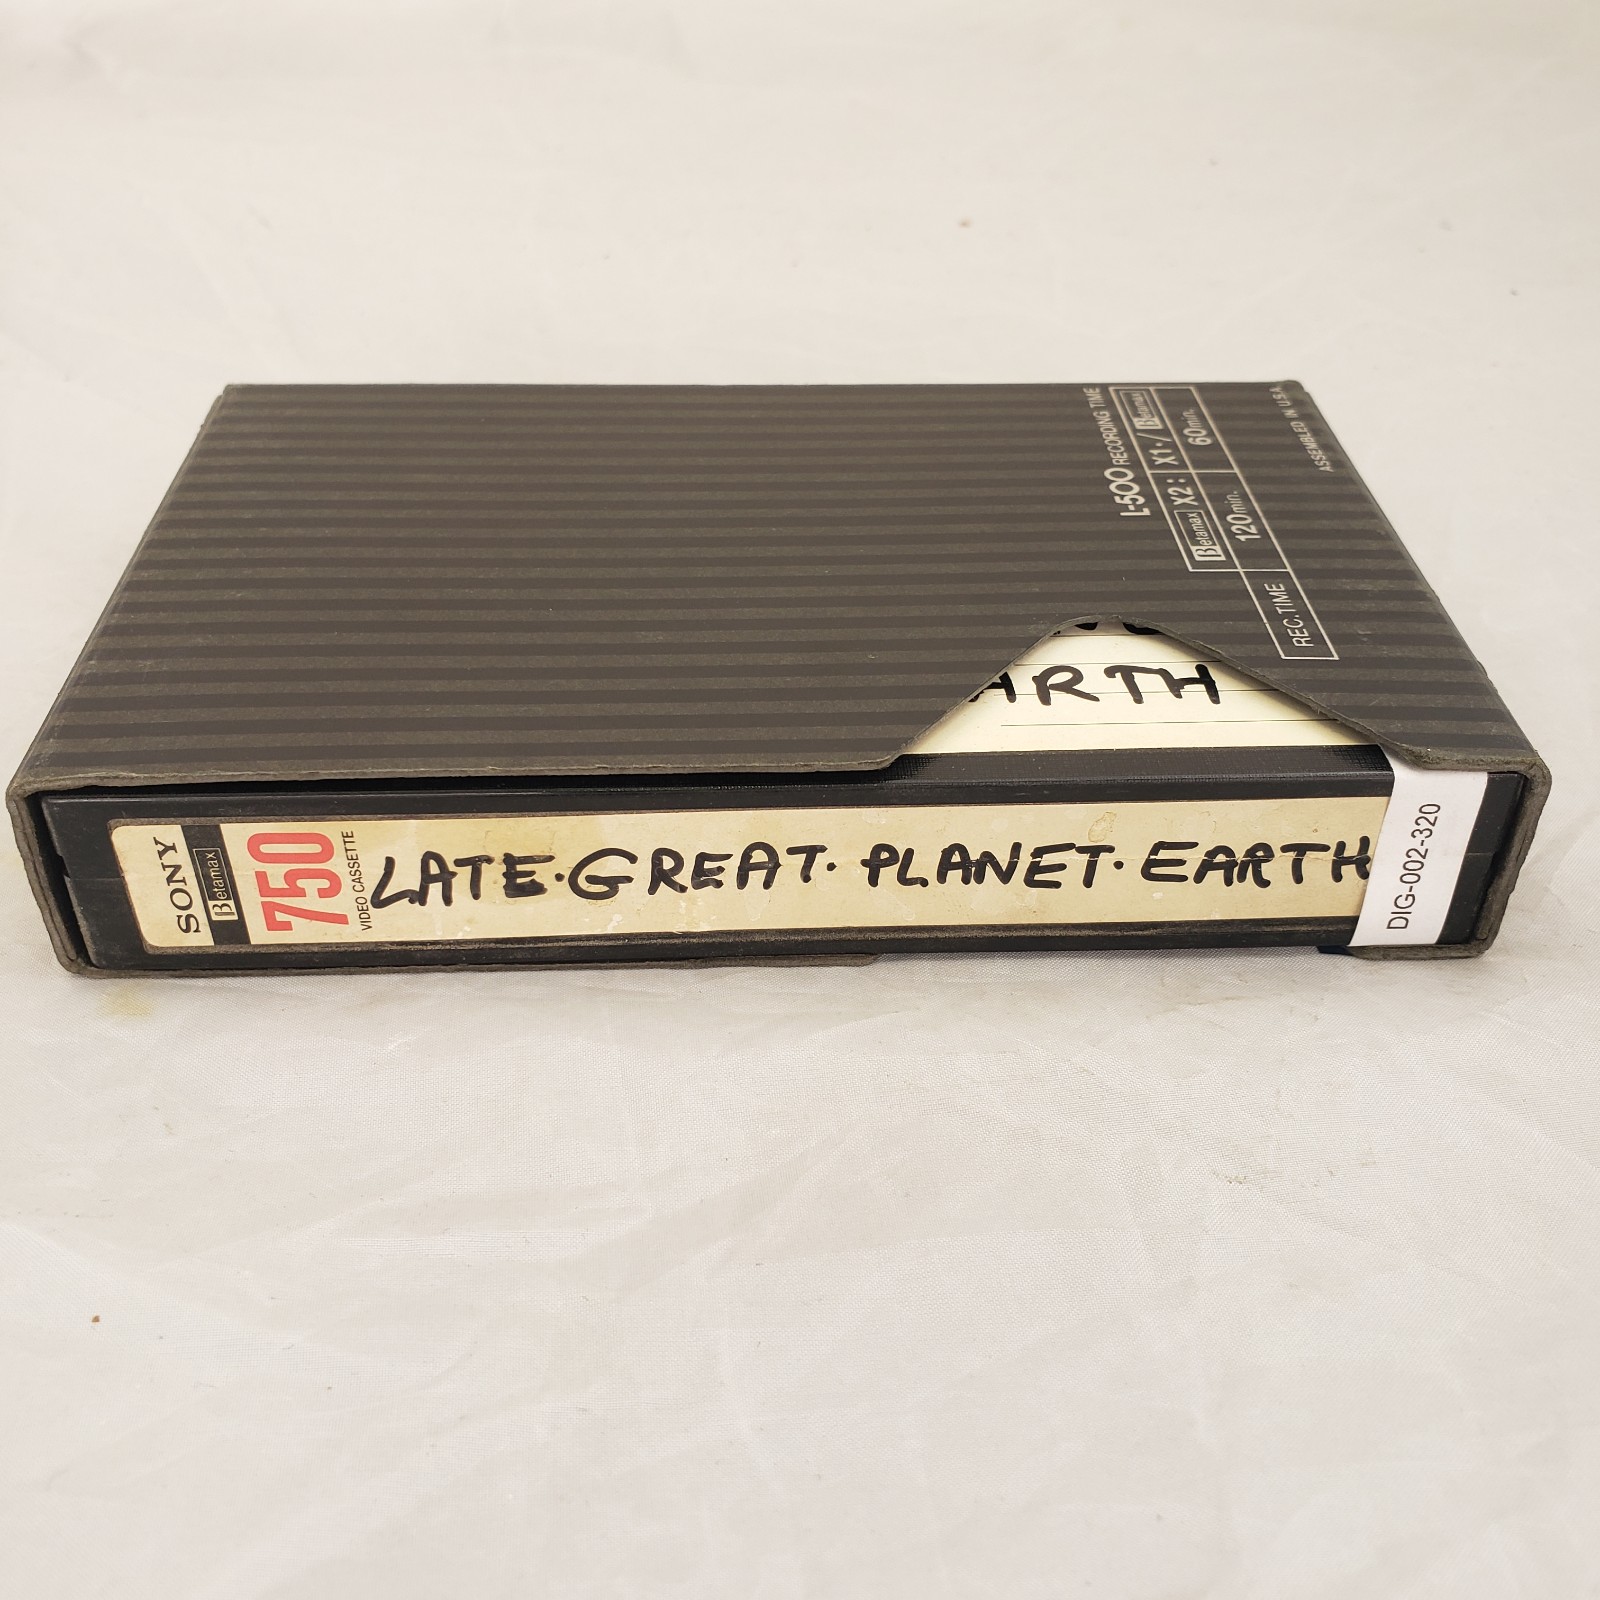 L-500 RECORDING TIME
REC. TIME
Betamax X2: X1·/ Betamax
120min. 60min.
ASSEMBLED IN U.S.A.
ARTH
SONY
Betamax
750
VIDEO CASSETTE
LATE·GREAT·PLANET·EARTH
DIG-002-320